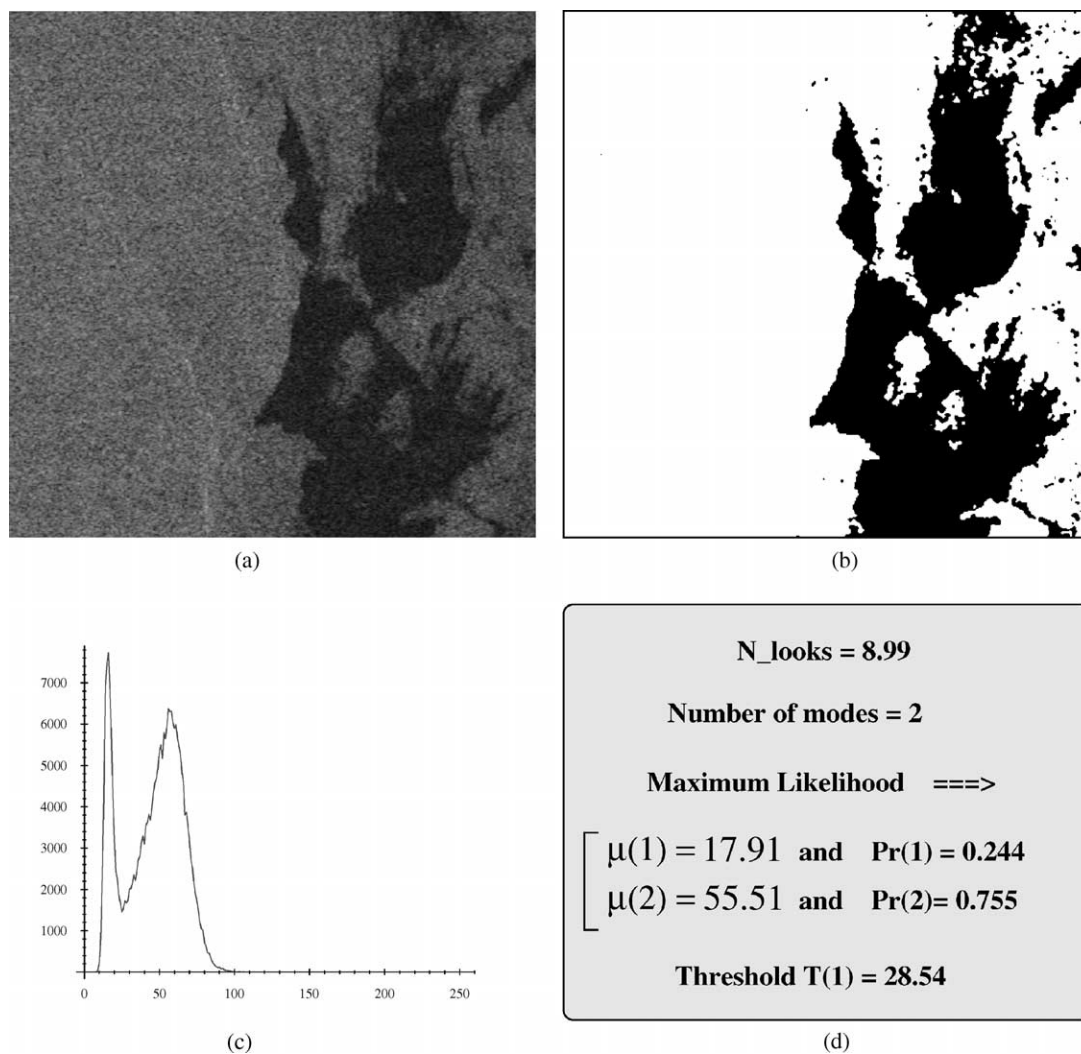 (a)
(b)
7000
6000
5000
4000
3000
2000
1000
0 50 100 150 200 250
(c)
N_looks = 8.99
Number of modes = 2
Maximum Likelihood ===>
μ(1) = 17.91 and Pr(1) = 0.244
μ(2) = 55.51 and Pr(2)= 0.755
Threshold T(1) = 28.54
(d)